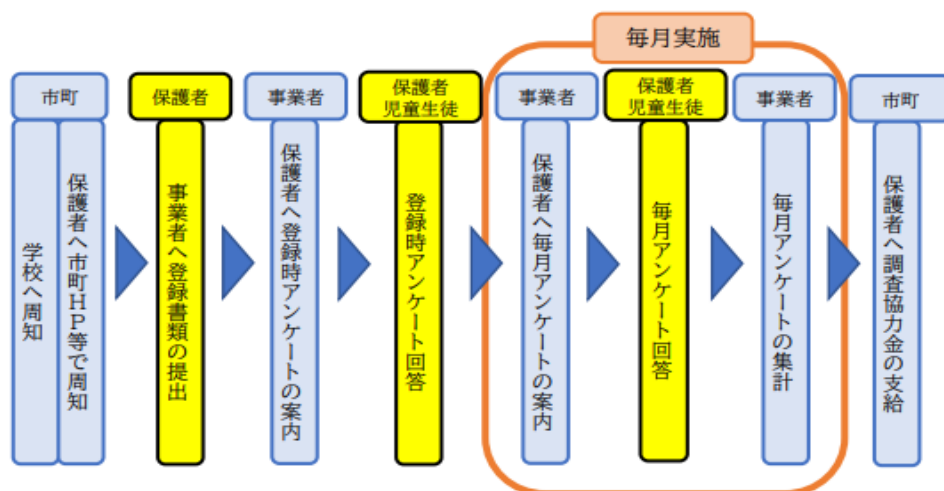 毎月実施
市町
学校へ周知
保護者へ市町HP等で周知
保護者
事業者へ登録書類の提出
事業者
保護者へ登録時アンケートの案内
保護者
児童生徒
登録時アンケート回答
事業者
保護者へ毎月アンケートの案内
保護者
児童生徒
毎月アンケート回答
事業者
毎月アンケートの集計
市町
保護者へ調査協力金の支給